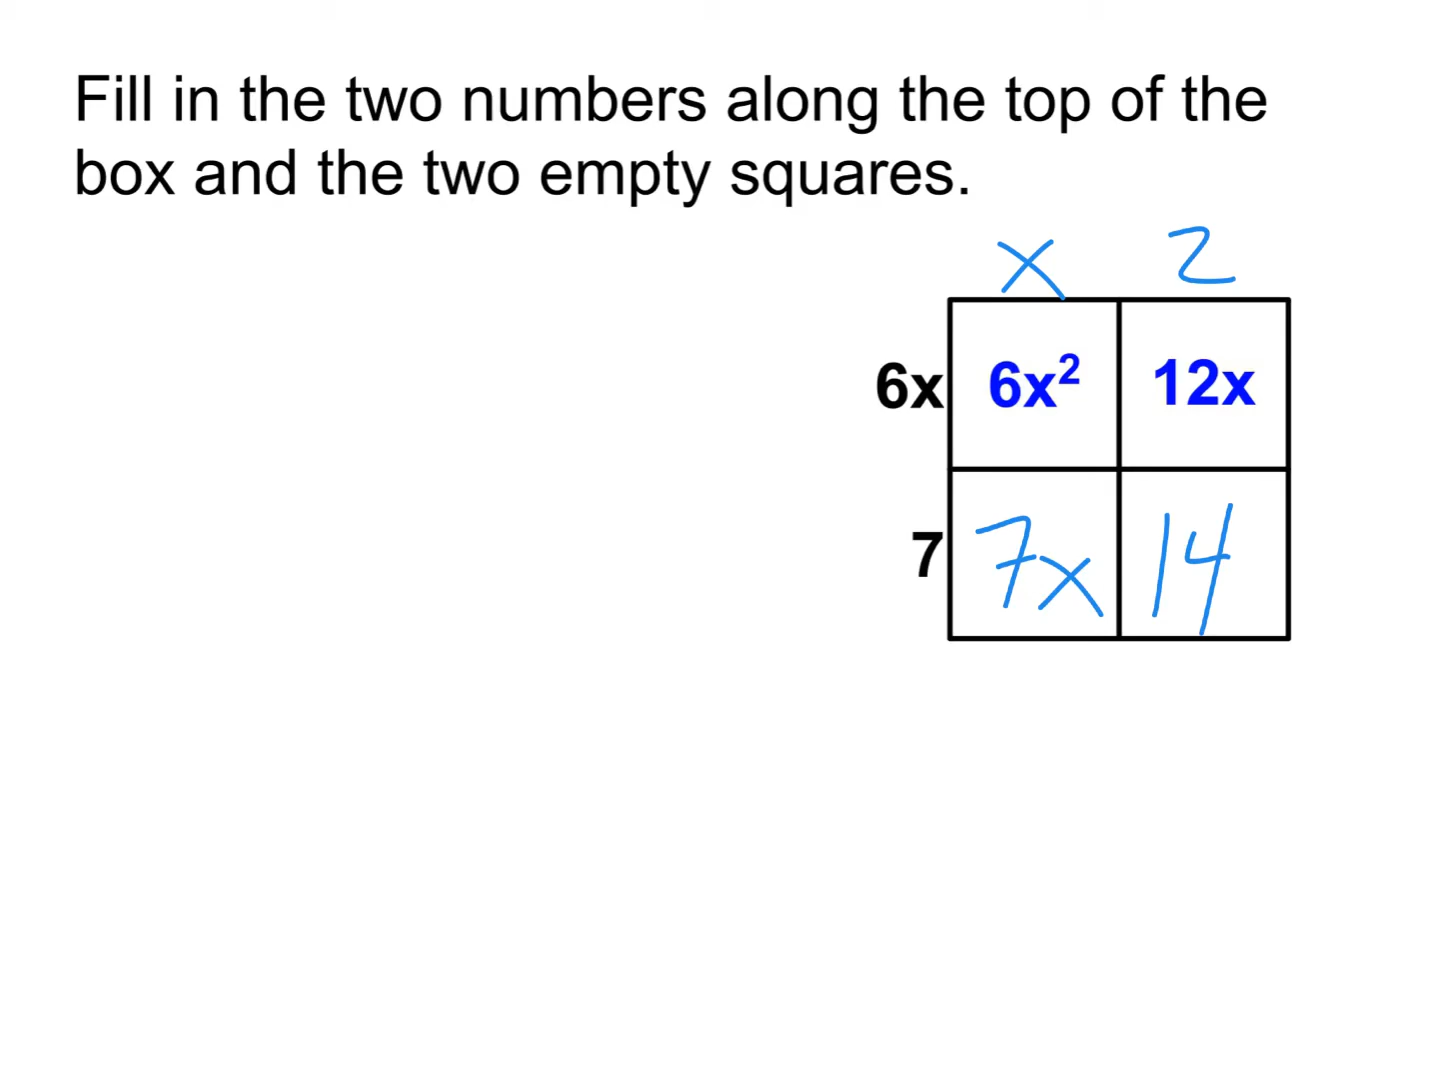 Fill in the two numbers along the top of the
box and the two empty squares.
x 2
6x 6x² 12x
7 7x 14